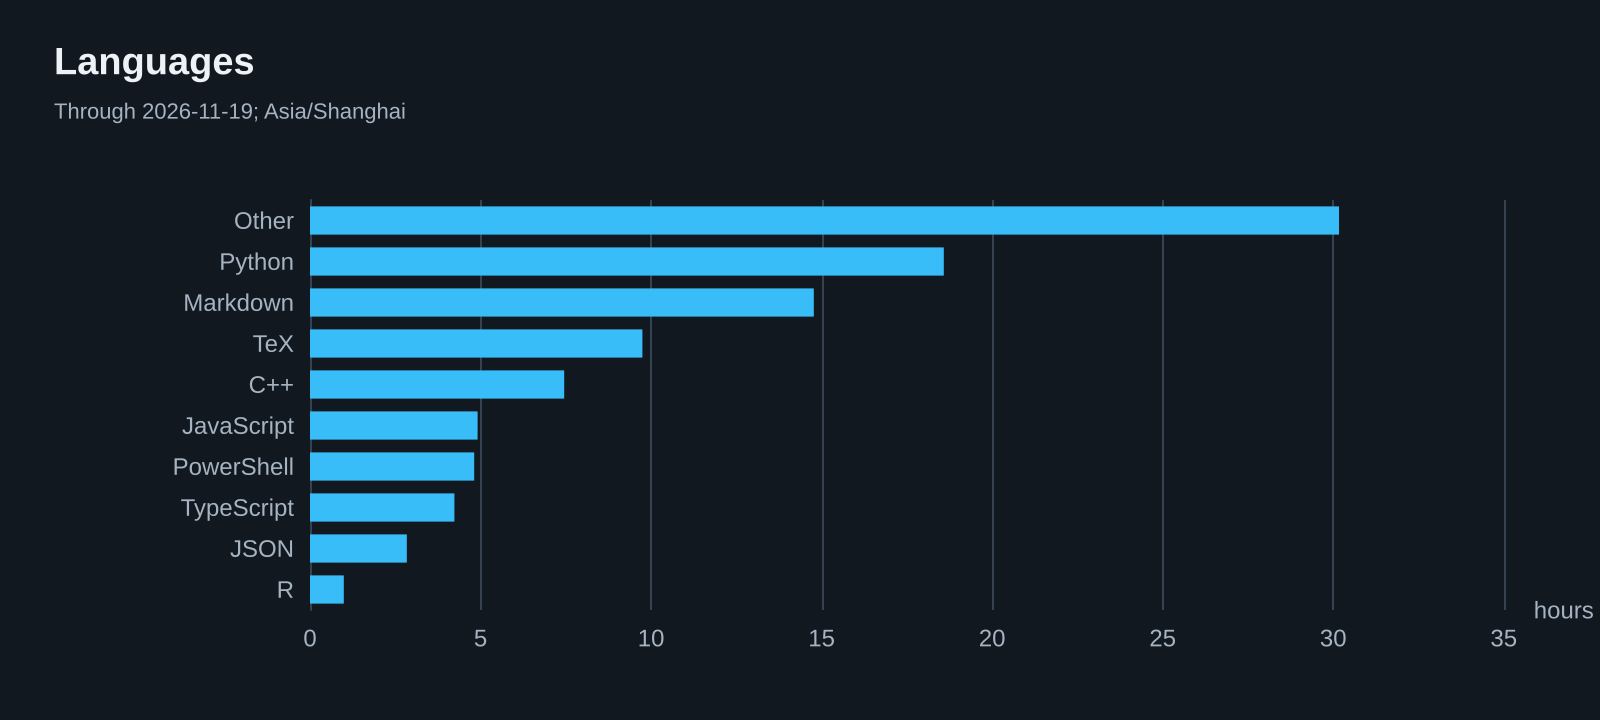 Languages
Through 2026-11-19; Asia/Shanghai
Other
Python
Markdown
TeX
C++
JavaScript
PowerShell
TypeScript
JSON
R
hours
0 5 10 15 20 25 30 35